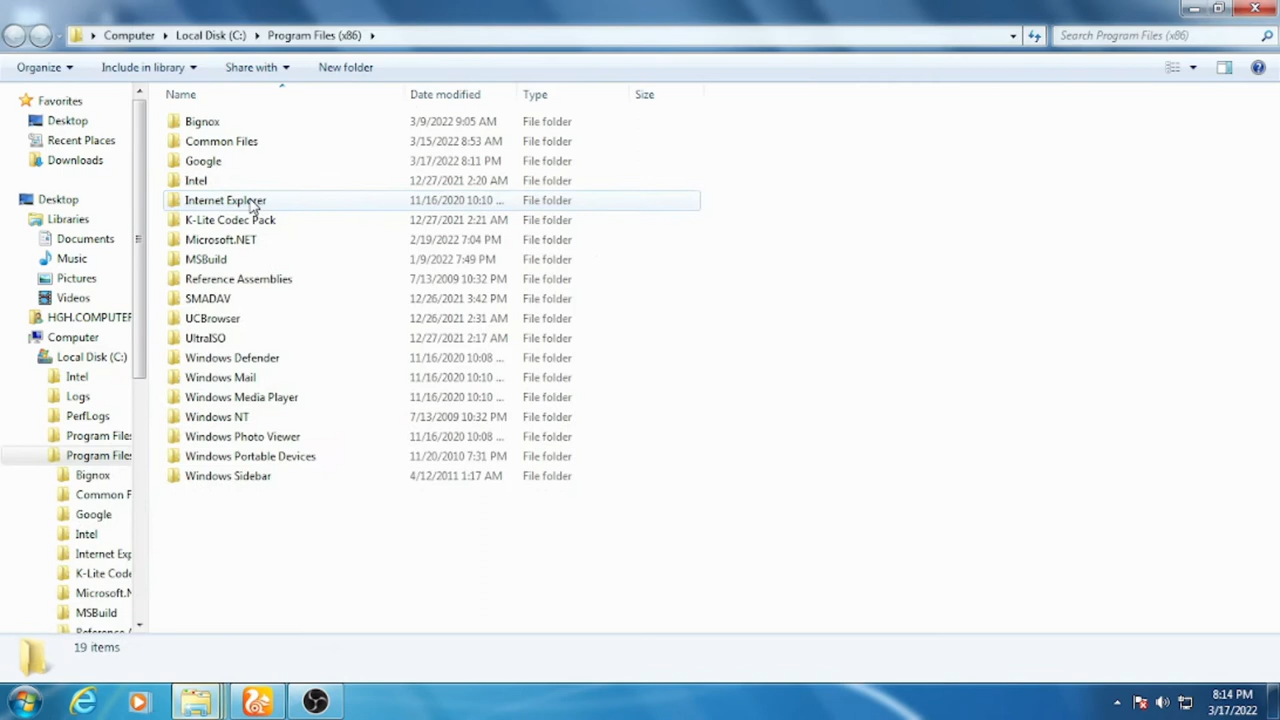 Computer Local Disk (C:) Program Files (x86)
Search Program Files (x86)
Organize Include in library Share with New folder
Name Date modified Type Size
Bignox 3/9/2022 9:05 AM File folder
Common Files 3/15/2022 8:53 AM File folder
Google 3/17/2022 8:11 PM File folder
Intel 12/27/2021 2:20 AM File folder
Internet Explorer 11/16/2020 10:10 ... File folder
K-Lite Codec Pack 12/27/2021 2:21 AM File folder
Microsoft.NET 2/19/2022 7:04 PM File folder
MSBuild 1/9/2022 7:49 PM File folder
Reference Assemblies 7/13/2009 10:32 PM File folder
SMADAV 12/26/2021 3:42 PM File folder
UCBrowser 12/26/2021 2:31 AM File folder
UltraISO 12/27/2021 2:17 AM File folder
Windows Defender 11/16/2020 10:08 ... File folder
Windows Mail 11/16/2020 10:10 ... File folder
Windows Media Player 11/16/2020 10:10 ... File folder
Windows NT 7/13/2009 10:32 PM File folder
Windows Photo Viewer 11/16/2020 10:08 ... File folder
Windows Portable Devices 11/20/2010 7:31 PM File folder
Windows Sidebar 4/12/2011 1:17 AM File folder
Favorites
Desktop
Recent Places
Downloads
Desktop
Libraries
Documents
Music
Pictures
Videos
HGH.COMPUTER
Computer
Local Disk (C:)
Intel
Logs
PerfLogs
Program Files
Program Files
Bignox
Common F
Google
Intel
Internet Exp
K-Lite Code
Microsoft.N
MSBuild
19 items
8:14 PM
3/17/2022